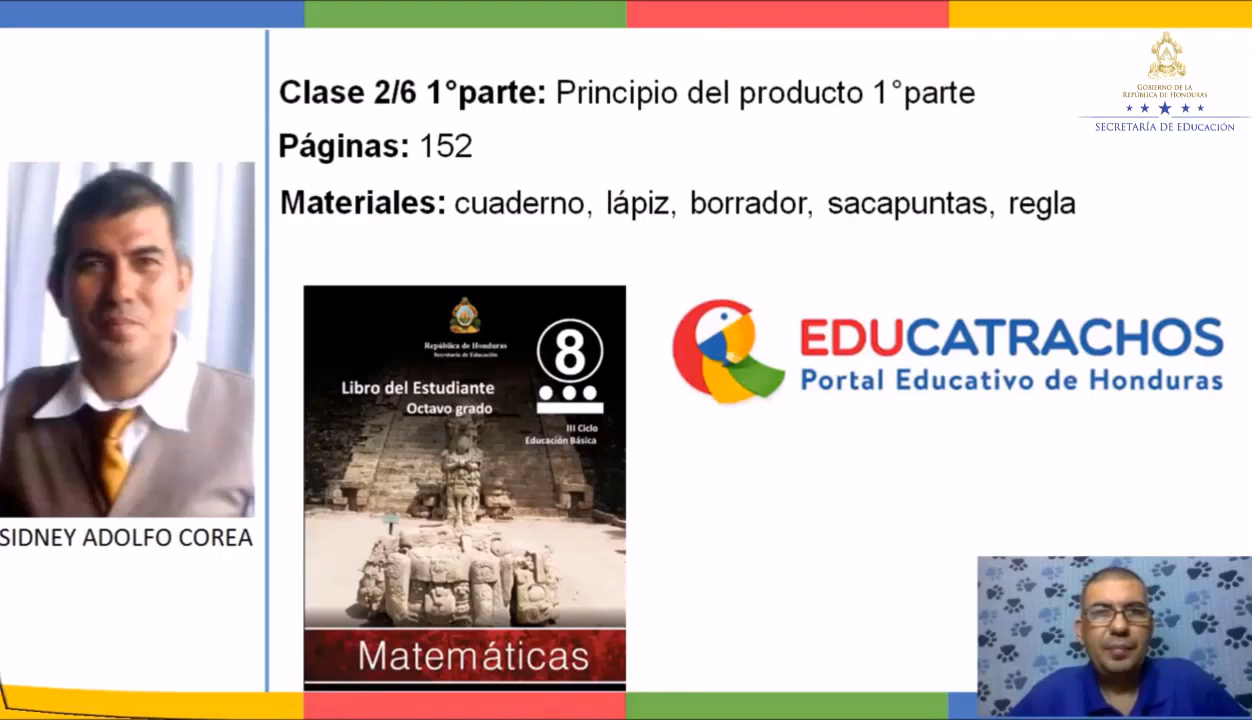 Clase 2/6 1°parte: Principio del producto 1°parte
Páginas: 152
Materiales: cuaderno, lápiz, borrador, sacapuntas, regla
GOBIERNO DE LA
REPÚBLICA DE HONDURAS
SECRETARÍA DE EDUCACIÓN
SIDNEY ADOLFO COREA
República de Honduras
Secretaría de Educación
8
Libro del Estudiante
Octavo grado
III Ciclo
Educación Básica
Matemáticas
EDUCATRACHOS
Portal Educativo de Honduras